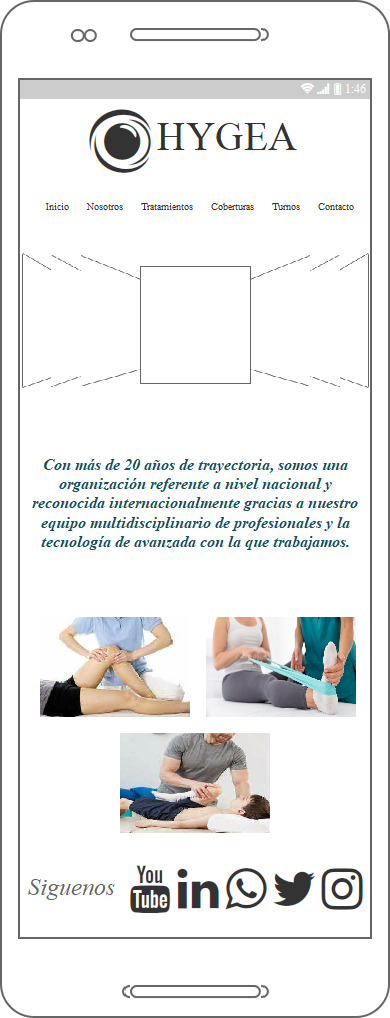 1:46
HYGEA
Inicio Nosotros Tratamientos Coberturas Turnos Contacto
Con más de 20 años de trayectoria, somos una
organización referente a nivel nacional y
reconocida internacionalmente gracias a nuestro
equipo multidisciplinario de profesionales y la
tecnología de avanzada con la que trabajamos.
Siguenos
You
Tube
in